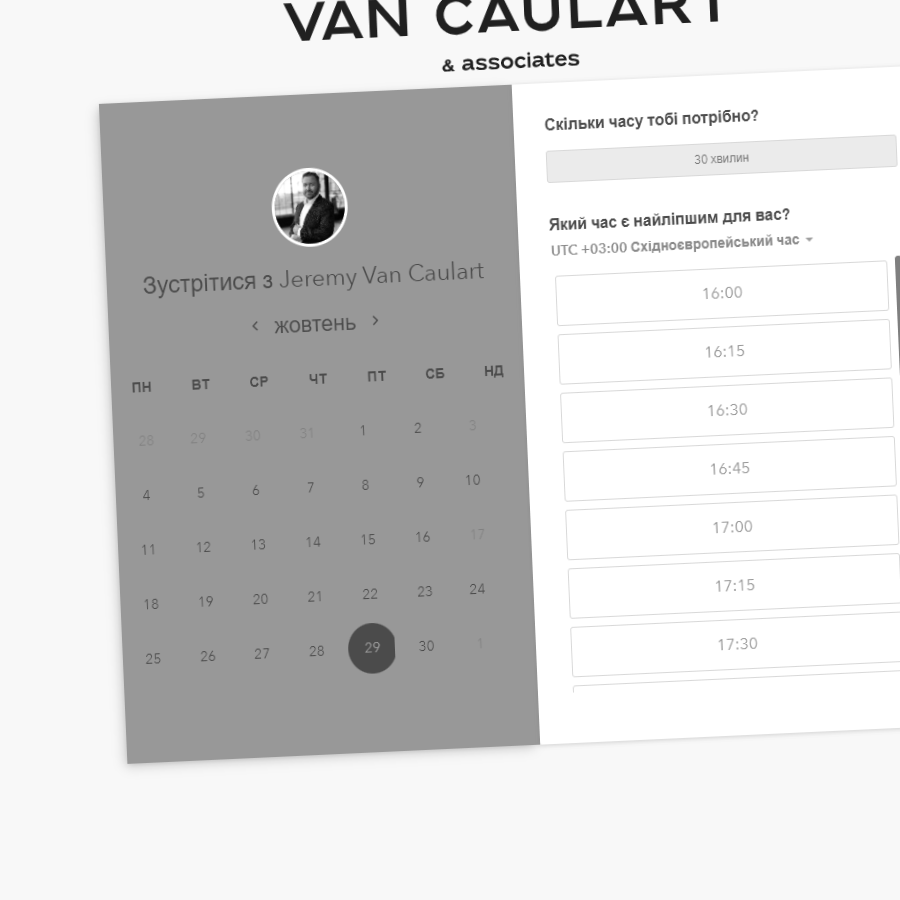 VAN CAULART
& associates
Зустрітися з Jeremy Van Caulart
жовтень
ПН ВТ СР ЧТ ПТ СБ НД
28 29 30 31 1 2 3
4 5 6 7 8 9 10
11 12 13 14 15 16 17
18 19 20 21 22 23 24
25 26 27 28 29 30 1
Скільки часу тобі потрібно?
30 хвилин
Який час є найліпшим для вас?
UTC +03:00 Східноєвропейський час
16:00
16:15
16:30
16:45
17:00
17:15
17:30